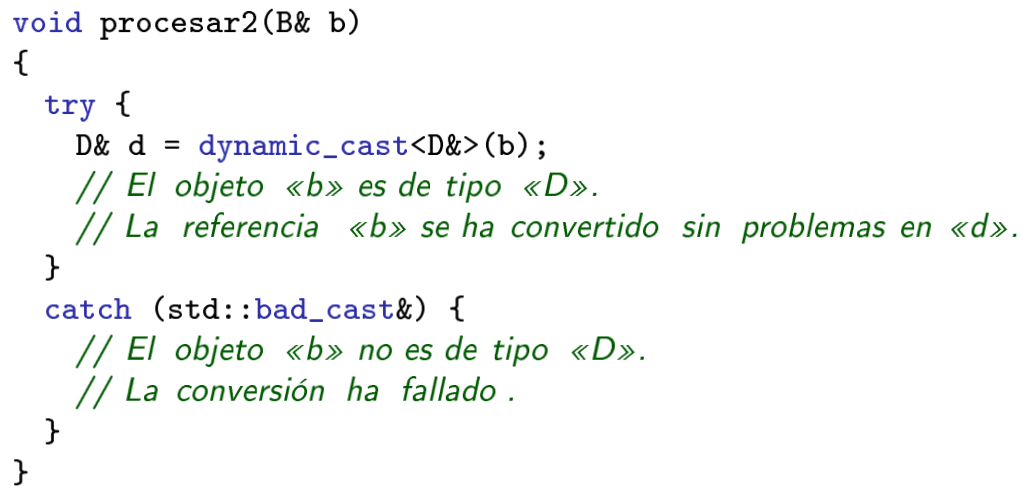 void procesar2(B& b)
{
try {
D& d = dynamic_cast<D&>(b);
// El objeto «b» es de tipo «D».
// La referencia «b» se ha convertido sin problemas en «d».
}
catch (std::bad_cast&) {
// El objeto «b» no es de tipo «D».
// La conversión ha fallado .
}
}